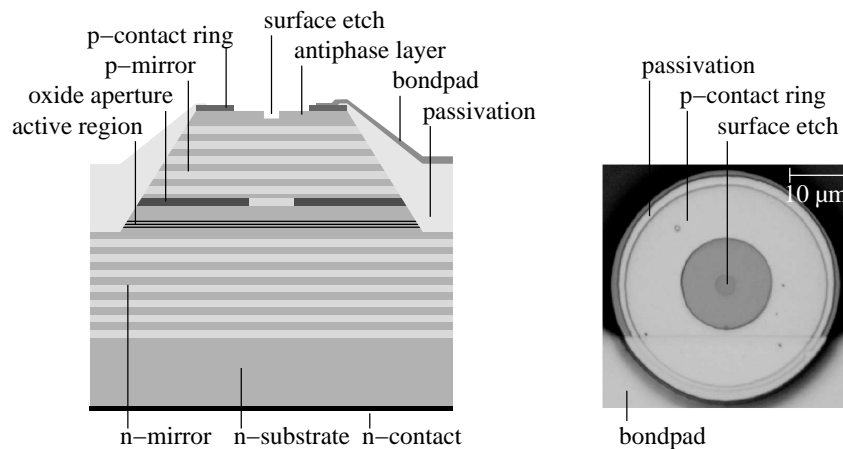 surface etch
p−contact ring
antiphase layer
p−mirror
bondpad
oxide aperture
passivation
active region
n−mirror
n−substrate
n−contact
passivation
p−contact ring
surface etch
10 µm
bondpad